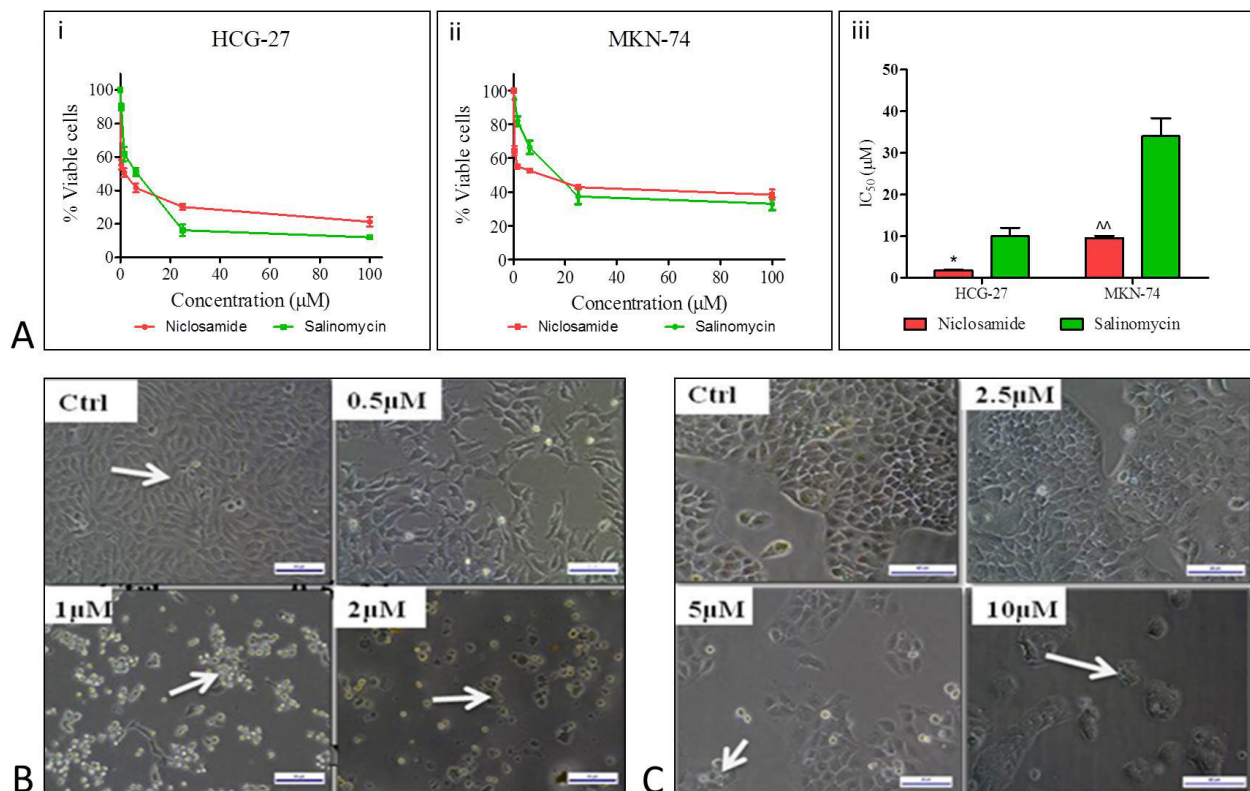 i
HCG-27
% Viable cells
100
80
60
40
20
0
0 20 40 60 80 100
Concentration (µM)
Niclosamide Salinomycin
ii
MKN-74
% Viable cells
100
80
60
40
20
0
0 20 40 60 80 100
Concentration (µM)
Niclosamide Salinomycin
iii
IC50 (µM)
50
40
30
20
10
0
* ^^
HCG-27 MKN-74
Niclosamide Salinomycin
A
Ctrl 0.5µM
1µM 2µM
B
Ctrl 2.5µM
5µM 10µM
C